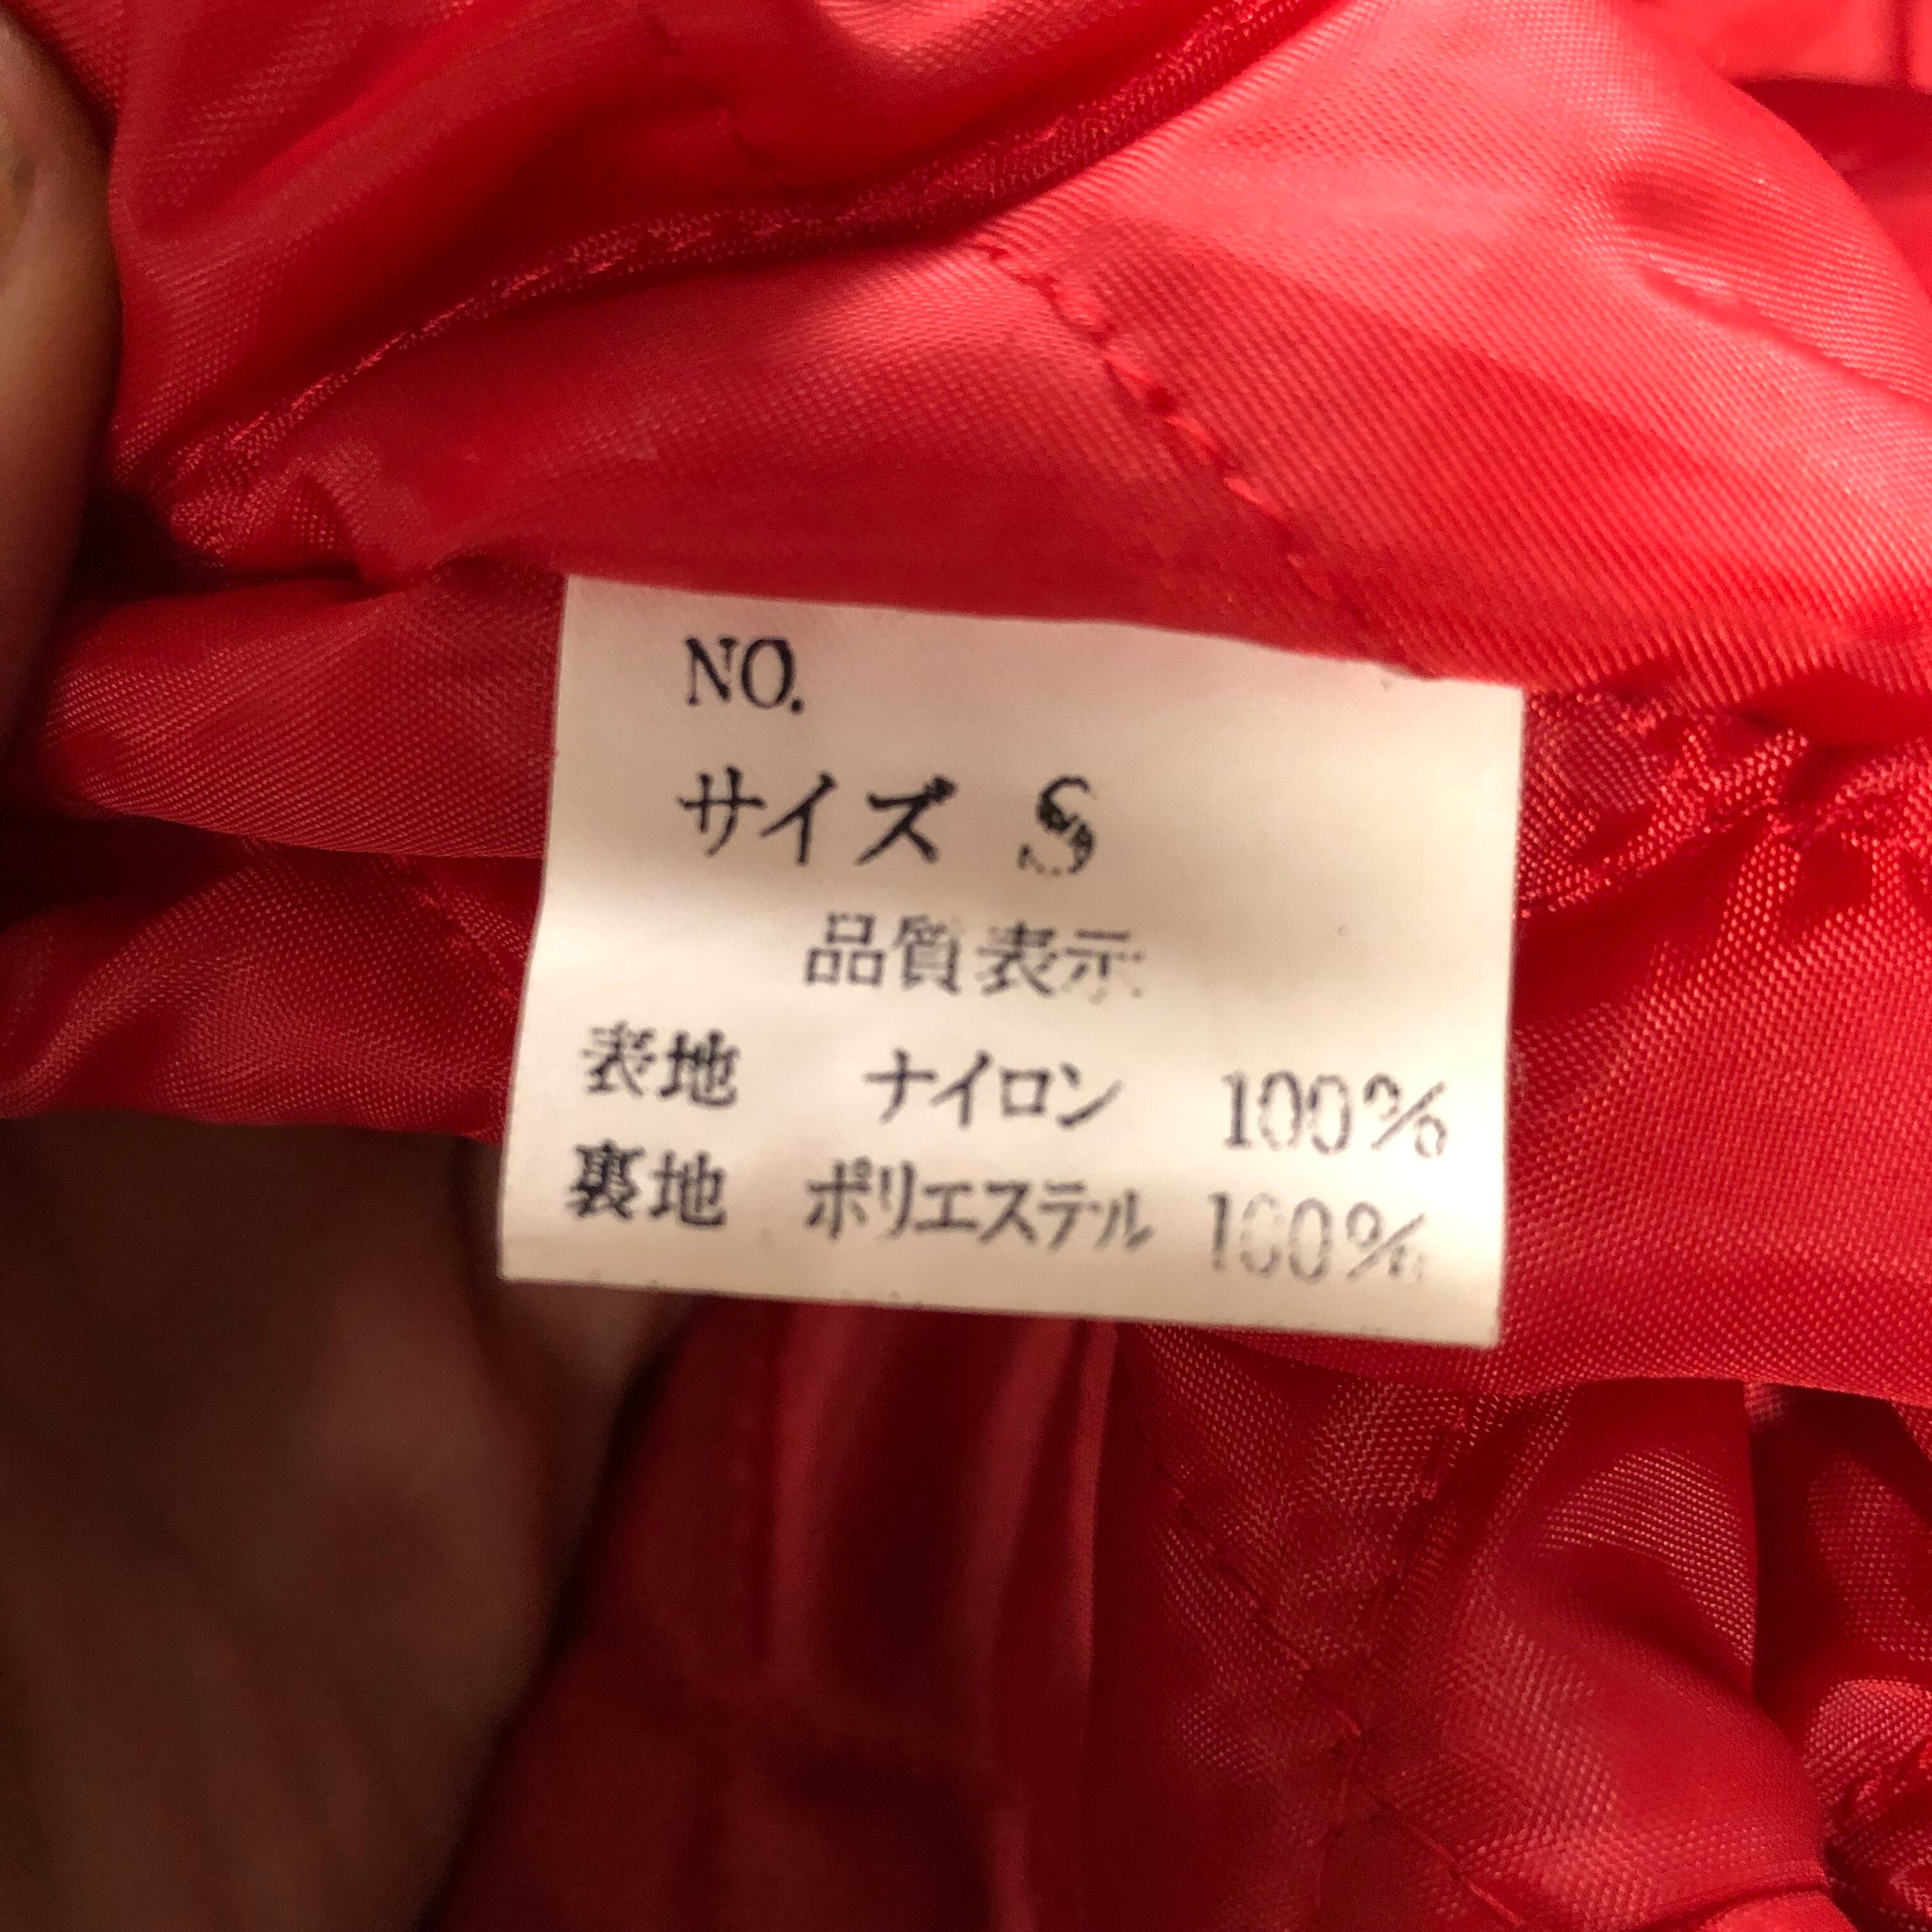 NO.
サイズ S
品質表示
表地 ナイロン 100%
裏地 ポリエステル 100%